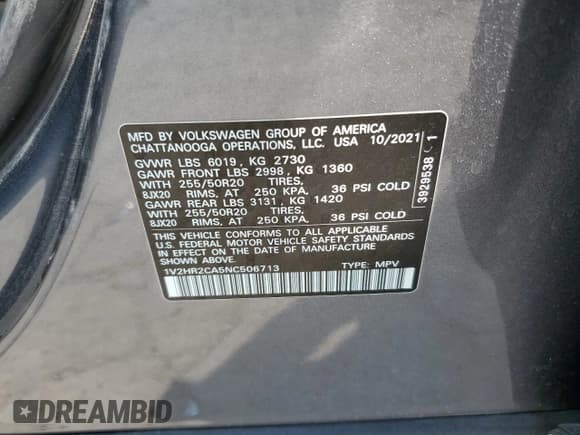 MFD BY VOLKSWAGEN GROUP OF AMERICA
CHATTANOOGA OPERATIONS, LLC. USA 10/2021
GVWR LBS 6019, KG 2730
GAWR FRONT LBS 2998, KG 1360
WITH 255/50R20 TIRES,
8JX20 RIMS, AT 250 KPA, 36 PSI COLD
GAWR REAR LBS 3131, KG 1420
WITH 255/50R20 TIRES,
8JX20 RIMS, AT 250 KPA, 36 PSI COLD
THIS VEHICLE CONFORMS TO ALL APPLICABLE
U.S. FEDERAL MOTOR VEHICLE SAFETY STANDARDS
IN EFFECT ON THE DATE OF MANUFACTURE
SHOWN ABOVE.
1V2HR2CA5NC506713 TYPE: MPV
3929538 1
DREAMBID